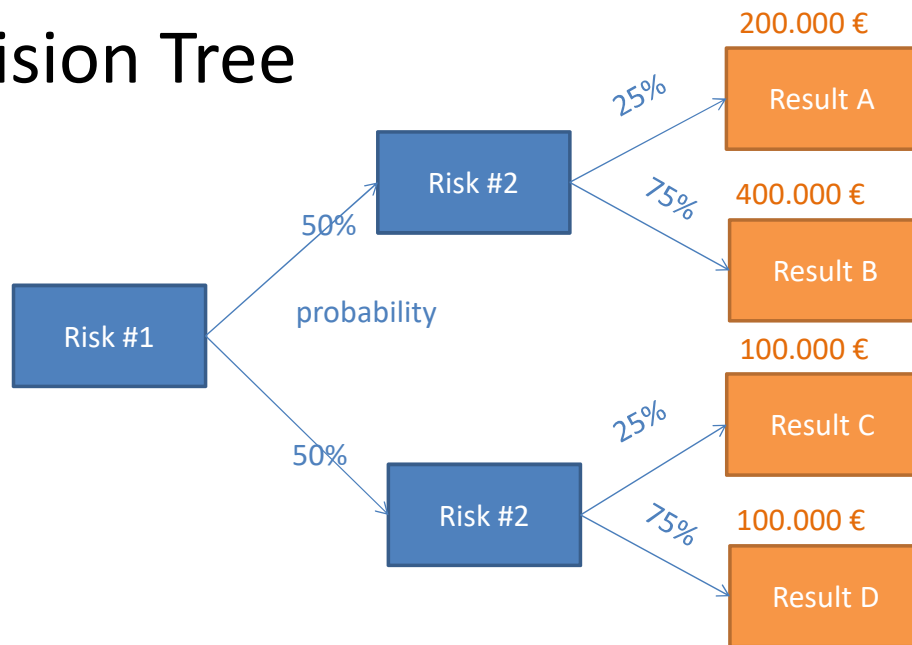 ision Tree
200.000 €
Result A
25%
Risk #2
75%
400.000 €
50%
Result B
Risk #1
probability
100.000 €
25%
Result C
50%
Risk #2
75%
100.000 €
Result D